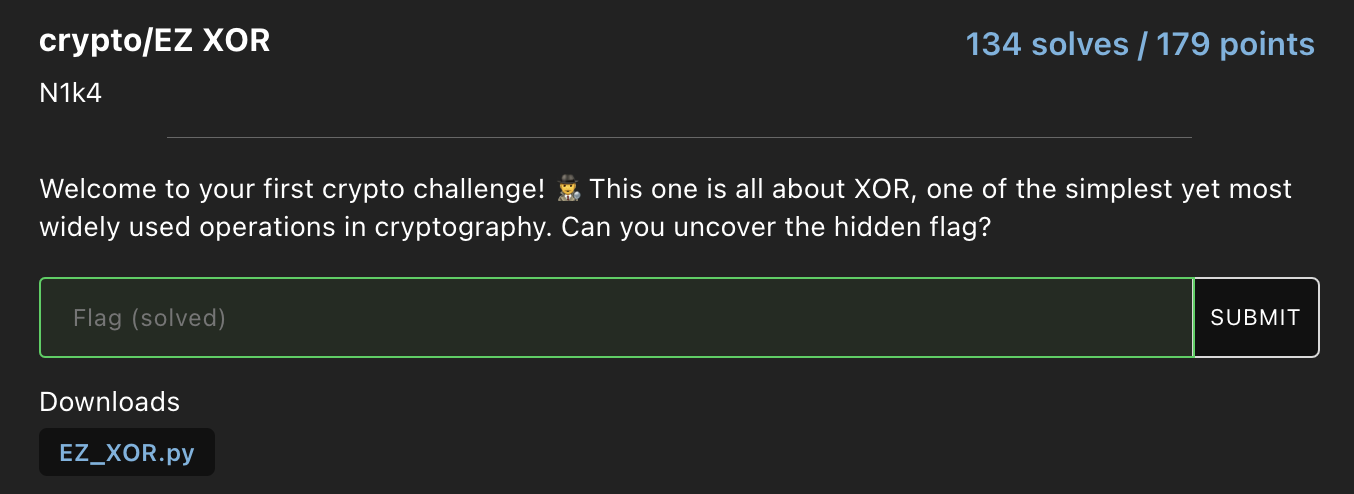 crypto/EZ XOR
134 solves / 179 points
N1k4
Welcome to your first crypto challenge! 🕵️ This one is all about XOR, one of the simplest yet most
widely used operations in cryptography. Can you uncover the hidden flag?
Flag (solved)
SUBMIT
Downloads
EZ_XOR.py